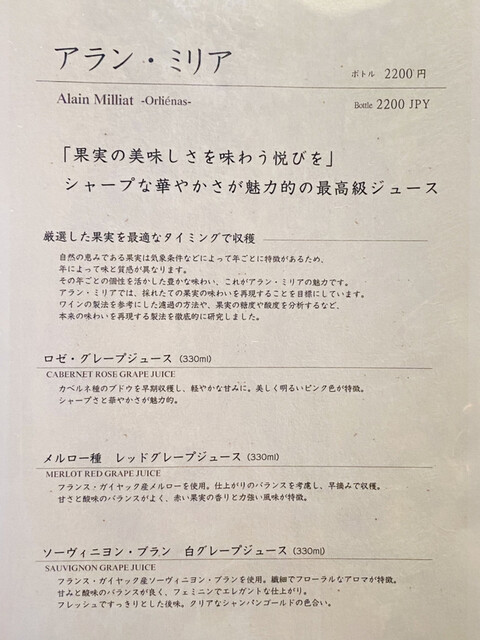 アラン・ミリア
ボトル 2200 円
Alain Milliat -Orliénas-
Bottle 2200 JPY
「果実の美味しさを味わう悦びを」
シャープな華やかさが魅力的の最高級ジュース
厳選した果実を最適なタイミングで収穫
自然の恵みである果実は気象条件などによって年ごとに特徴があるため、
年によって味と質感が異なります。
その年ごとの個性を活かした豊かな味わい、これがアラン・ミリアの魅力です。
アラン・ミリアでは、採れたての果実の味わいを再現することを目標にしています。
ワインの製法を参考にした濾過の方法や、果実の糖度や酸度を分析するなど、
本来の味わいを再現する製法を徹底的に研究しました。
ロゼ・グレープジュース (330ml)
CABERNET ROSE GRAPE JUICE
カベルネ種のブドウを早期収穫し、軽やかな甘みに。美しく明るいピンク色が特徴。
シャープさと華やかさが魅力的。
メルロー種　レッドグレープジュース (330ml)
MERLOT RED GRAPE JUICE
フランス・ガイヤック産メルローを使用。仕上がりのバランスを考慮し、早摘みで収穫。
甘さと酸味のバランスがよく、赤い果実の香りと力強い風味が特徴。
ソーヴィニヨン・ブラン　白グレープジュース (330ml)
SAUVIGNON GRAPE JUICE
フランス・ガイヤック産ソーヴィニヨン・ブランを使用。繊細でフローラルなアロマが特徴。
甘みと酸味のバランスが良く、フェミニンでエレガントな仕上がり。
フレッシュですっきりとした後味。クリアなシャンパンゴールドの色合い。